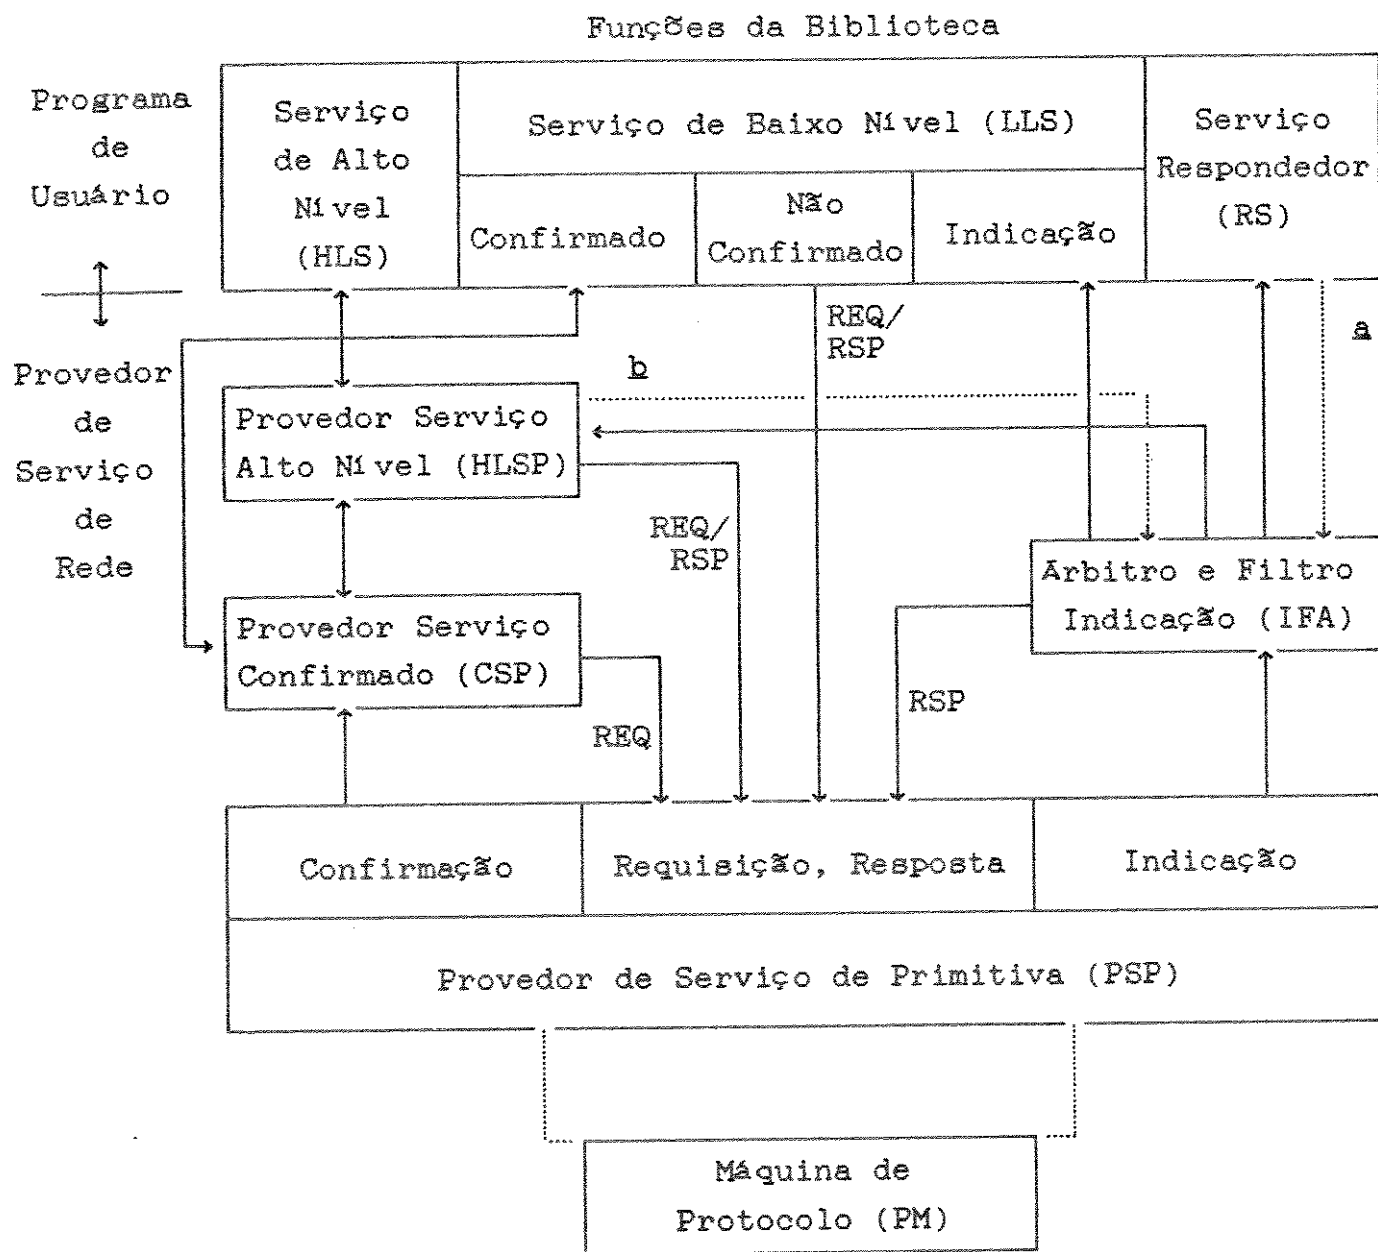 Funções da Biblioteca
Programa
de
Usuário
Serviço
de Alto
Nível
(HLS)
Serviço de Baixo Nível (LLS)
Confirmado
Não
Confirmado
Indicação
Serviço
Respondedor
(RS)
Provedor
de
Serviço
de
Rede
REQ/
RSP
a
b
Provedor Serviço
Alto Nível (HLSP)
REQ/
RSP
Arbitro e Filtro
Indicação (IFA)
Provedor Serviço
Confirmado (CSP)
REQ
RSP
Confirmação
Requisição, Resposta
Indicação
Provedor de Serviço de Primitiva (PSP)
Máquina de
Protocolo (PM)